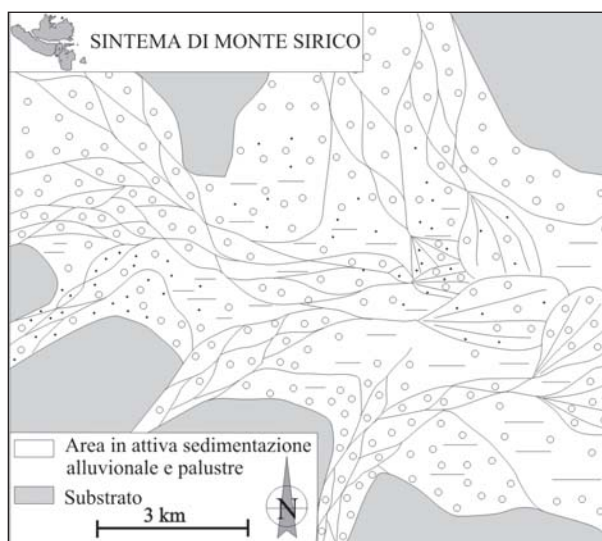 SINTEMA DI MONTE SIRICO
Area in attiva sedimentazione
alluvionale e palustre
Substrato
3 km
N